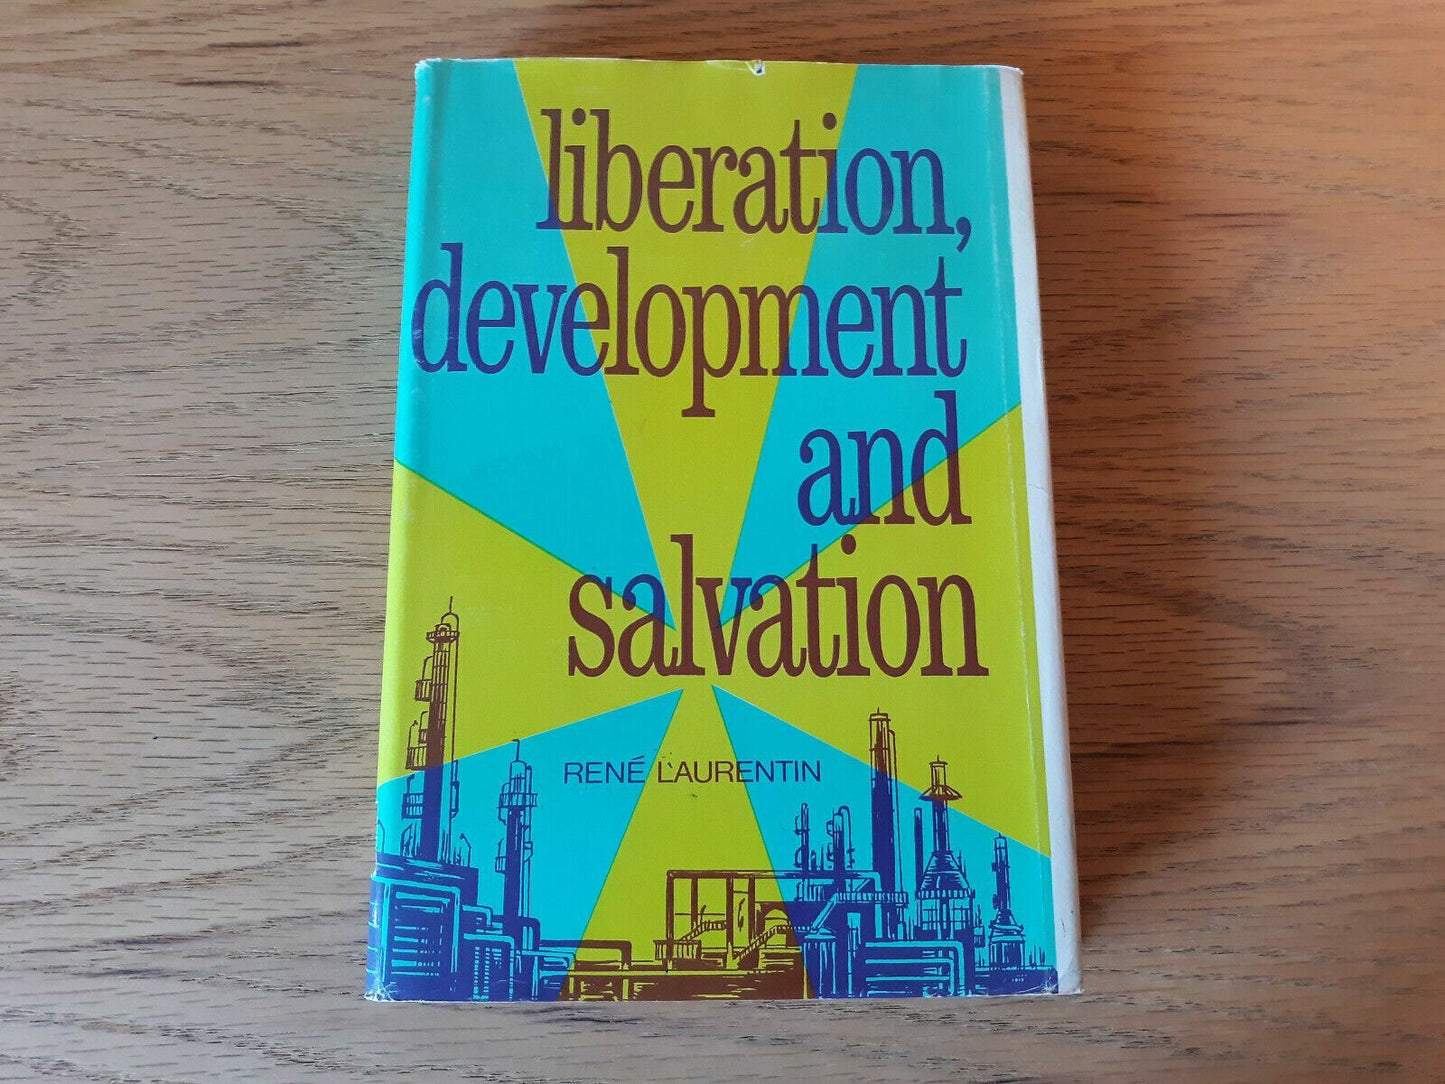 liberation,
development
and
salvation
RENÉ LAURENTIN